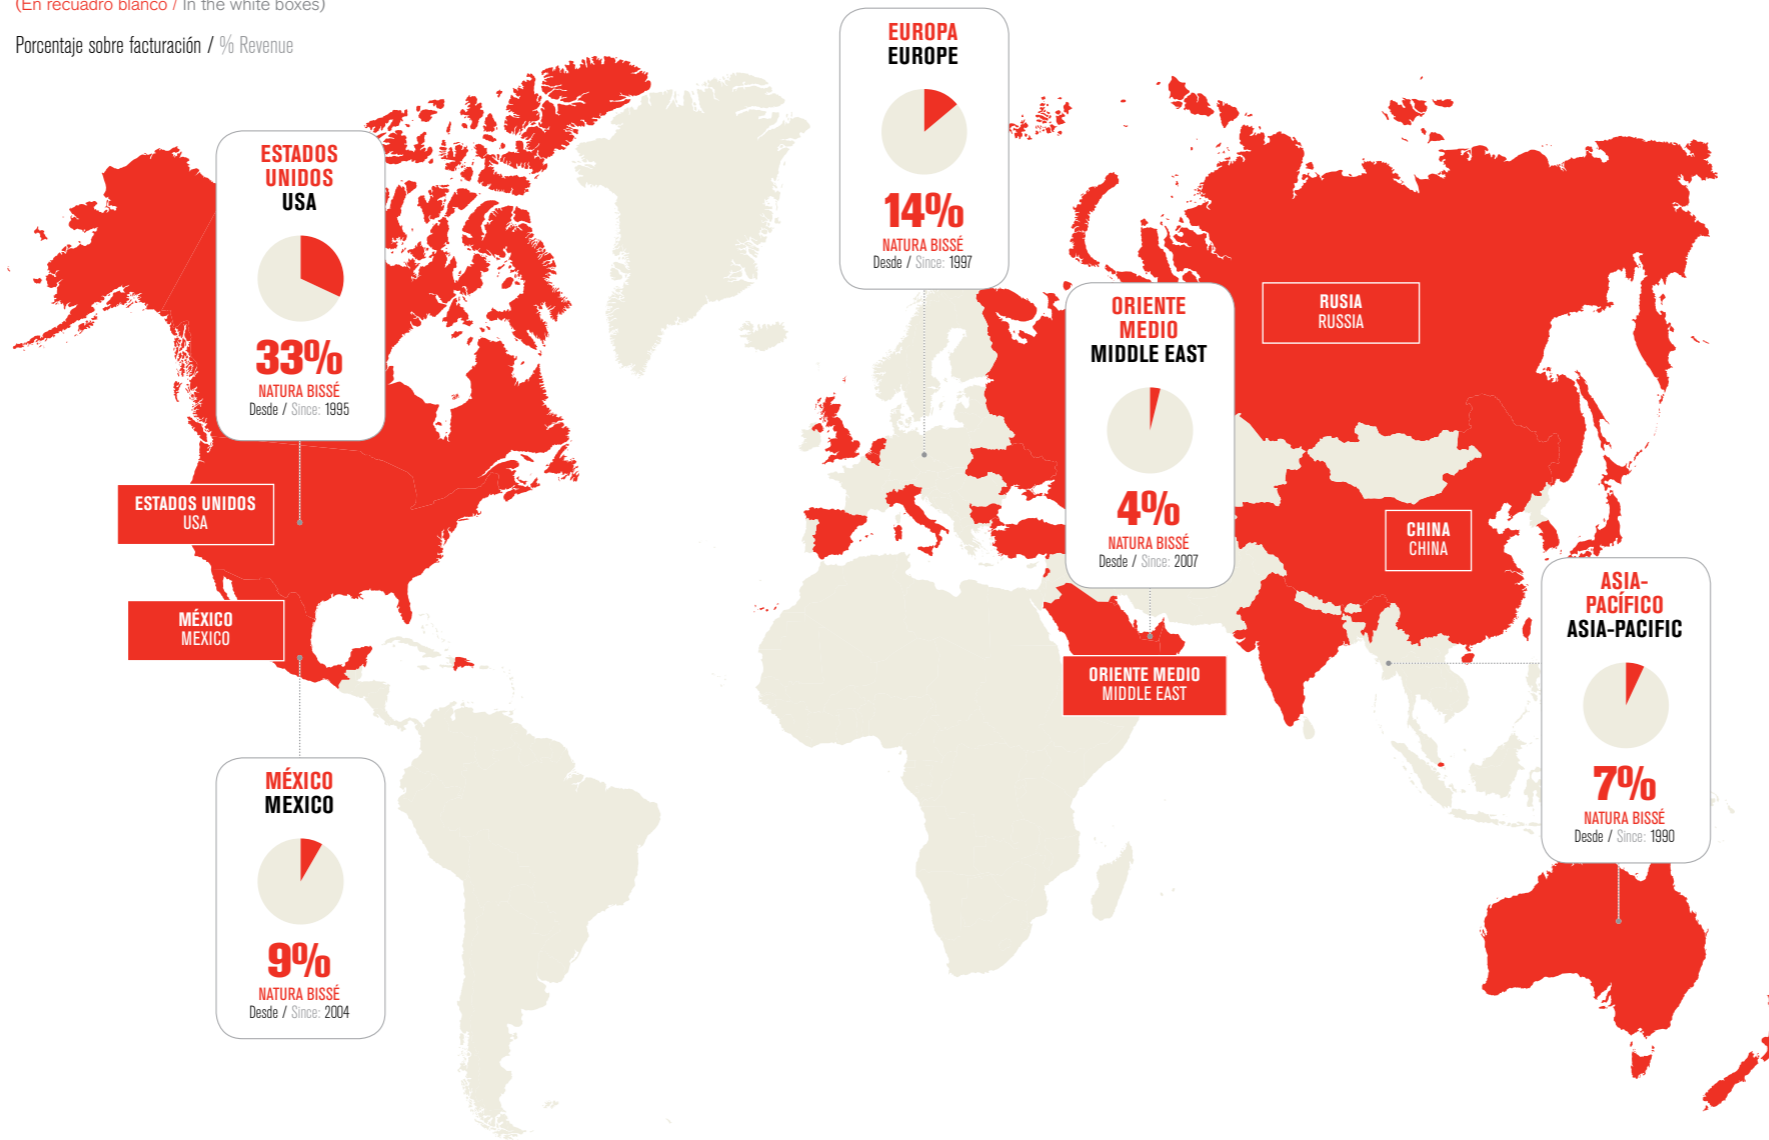 (En recuadro blanco / In the white boxes)
Porcentaje sobre facturación / % Revenue
EUROPA
EUROPE
14%
NATURA BISSÉ
Desde / Since: 1997
ESTADOS
UNIDOS
USA
33%
NATURA BISSÉ
Desde / Since: 1995
ORIENTE
MEDIO
MIDDLE EAST
4%
NATURA BISSÉ
Desde / Since: 2007
RUSIA
RUSSIA
ESTADOS UNIDOS
USA
CHINA
CHINA
MÉXICO
MEXICO
ASIA-
PACÍFICO
ASIA-PACIFIC
7%
NATURA BISSÉ
Desde / Since: 1990
ORIENTE MEDIO
MIDDLE EAST
MÉXICO
MEXICO
9%
NATURA BISSÉ
Desde / Since: 2004